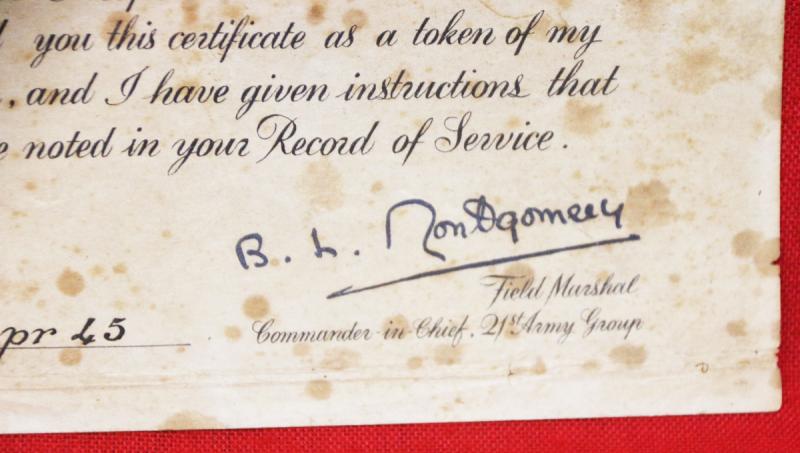 you this certificate as a token of my
, and I have given instructions that
noted in your Record of Service.
B. L. Montgomery
Field Marshal
Commander-in-Chief. 21st Army Group
pr 45